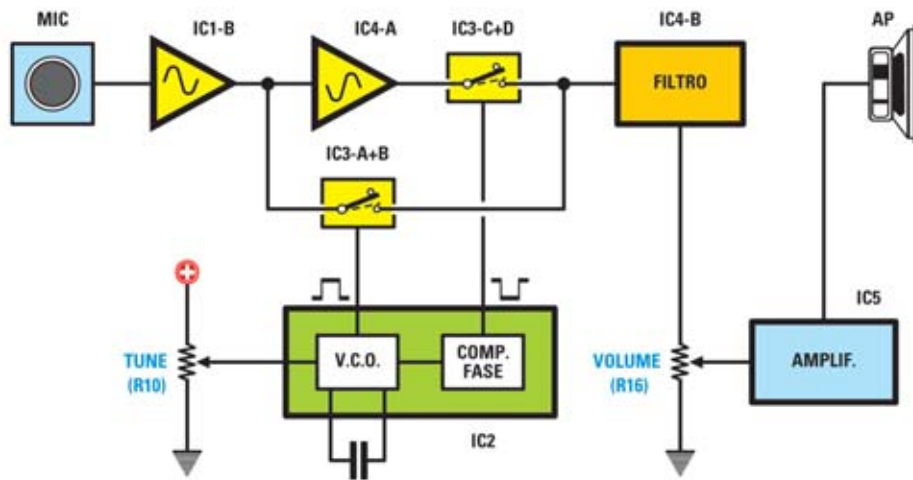 MIC
IC1-B
IC4-A
IC3-C+D
IC4-B
AP
FILTRO
IC3-A+B
TUNE
(R10)
V.C.O.
COMP.
FASE
IC2
VOLUME
(R16)
IC5
AMPLIF.